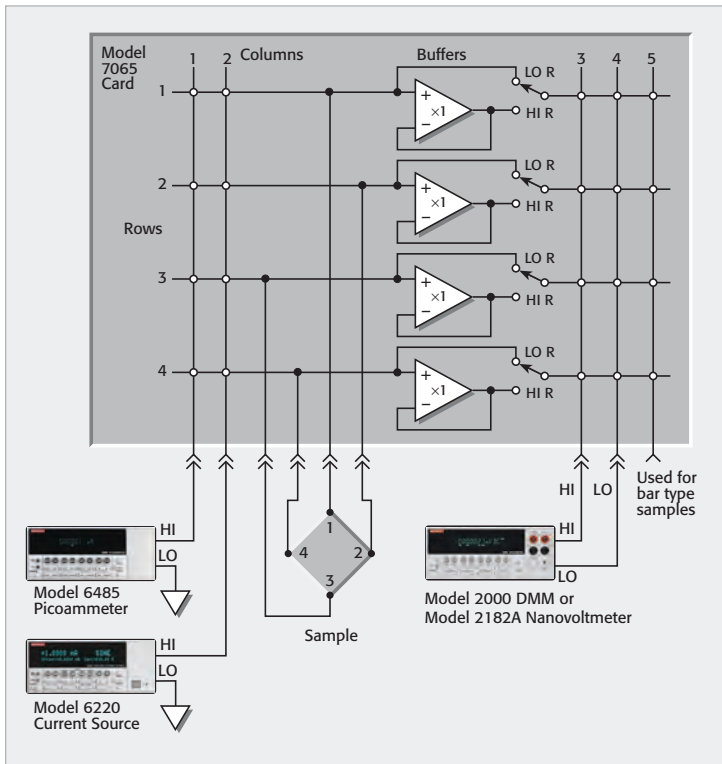 Model 7065 Card
1
2
Columns
Buffers
3
4
5
1
+
×1
−
LO R
HI R
2
+
×1
−
LO R
HI R
Rows
3
+
×1
−
LO R
HI R
4
+
×1
−
LO R
HI R
HI
LO
Used for
bar type
samples
HI
LO
Model 6485
Picoammeter
1
4
2
3
Sample
HI
LO
Model 2000 DMM or
Model 2182A Nanovoltmeter
HI
LO
Model 6220
Current Source